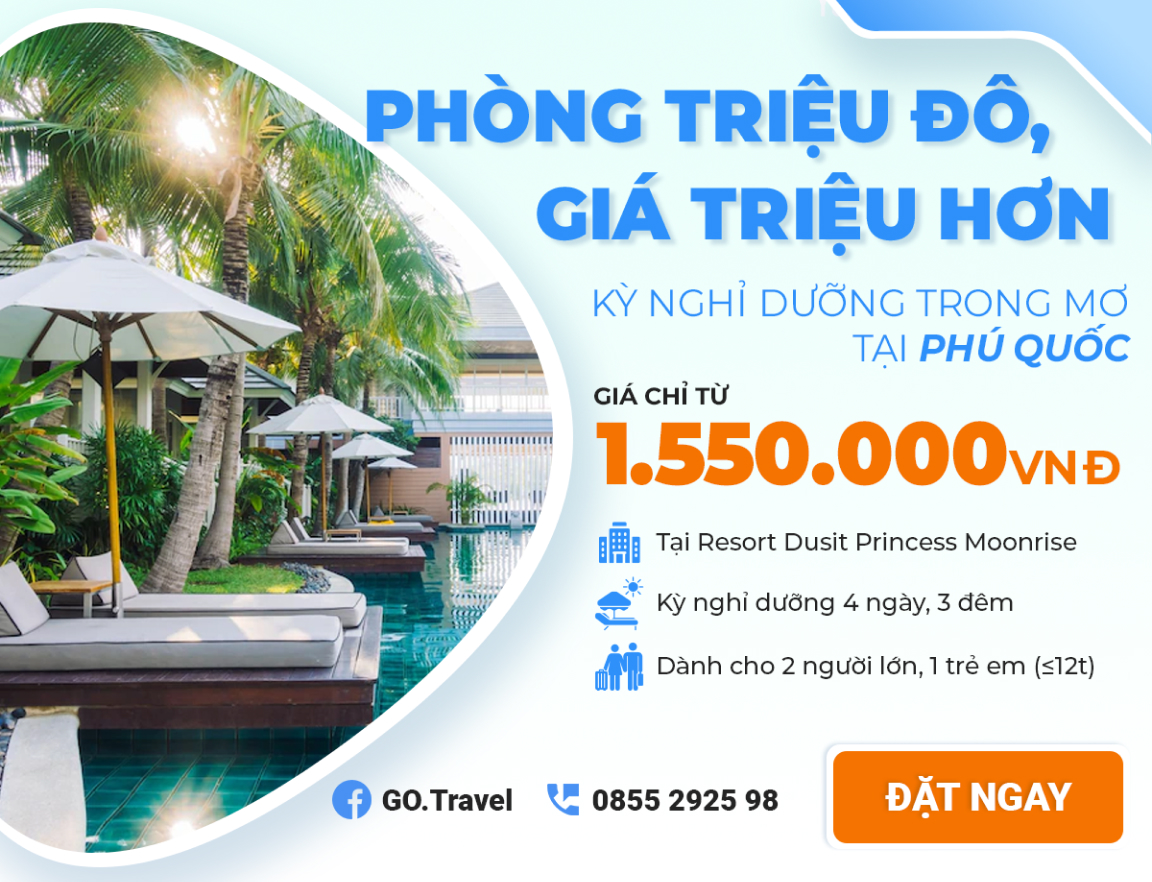 PHÒNG TRIỆU ĐÔ,
GIÁ TRIỆU HƠN
KỲ NGHỈ DƯỠNG TRONG MƠ
TẠI PHÚ QUỐC
GIÁ CHỈ TỪ
1.550.000VNĐ
Tại Resort Dusit Princess Moonrise
Kỳ nghỉ dưỡng 4 ngày, 3 đêm
Dành cho 2 người lớn, 1 trẻ em (≤12t)
GO.Travel
0855 2925 98
ĐẶT NGAY